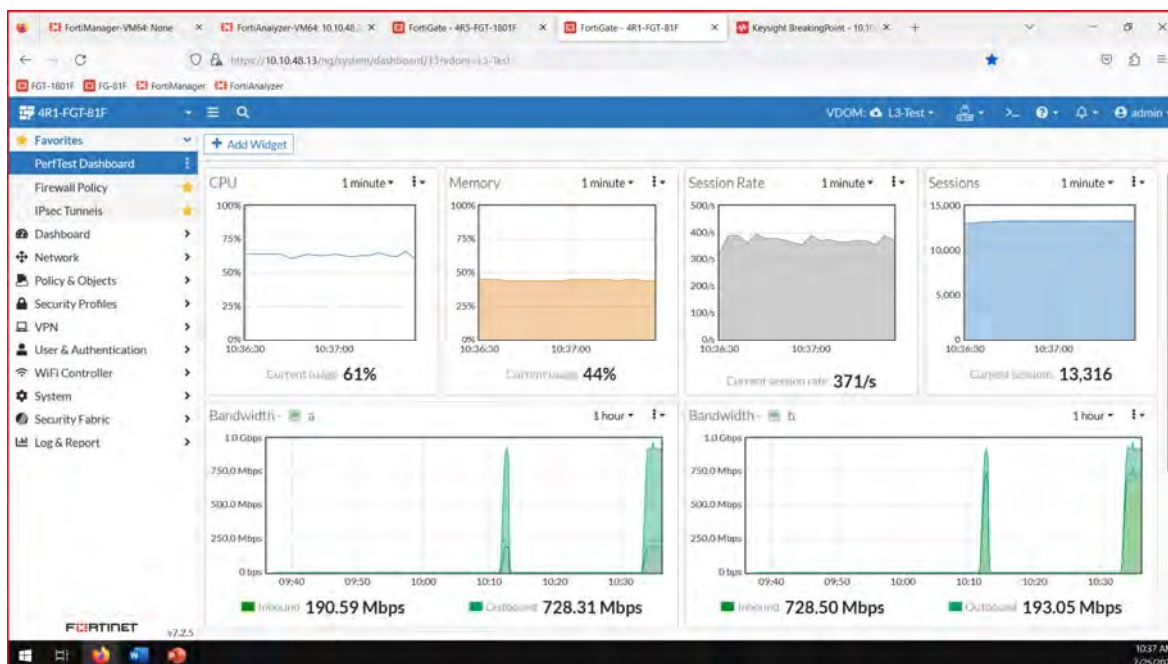 FortiManager-VM64: None
FortiAnalyzer-VM64: 10.10.48.
FortiGate - 4R5-FGT-1801F
FortiGate - 4R1-FGT-81F
Keysight BreakingPoint - 10.10
https://10.10.48.13/ng/system/dashboard/
FGT-1801F FG-81F FortiManager FortiAnalyzer
4R1-FGT-81F
VDOM: L3-Test
admin
Favorites
PerfTest Dashboard
Firewall Policy
IPsec Tunnels
Dashboard
Network
Policy & Objects
Security Profiles
VPN
User & Authentication
WiFi Controller
System
Security Fabric
Log & Report
FORTINET v7.2.5
+ Add Widget
CPU 1 minute
100%
75%
50%
25%
0%
10:36:30 10:37:00
Current usage 61%
Memory 1 minute
100%
75%
50%
25%
0%
10:36:30 10:37:00
Current usage 44%
Session Rate 1 minute
500/s
400/s
300/s
200/s
100/s
0/s
10:36:30 10:37:00
Current session rate 371/s
Sessions 1 minute
15,000
10,000
5,000
0
10:36:30 10:37:00
Current sessions 13,316
Bandwidth - a 1 hour
1.0 Gbps
750.0 Mbps
500.0 Mbps
250.0 Mbps
0 bps
09:40 09:50 10:00 10:10 10:20 10:30
Inbound 190.59 Mbps Outbound 728.31 Mbps
Bandwidth - b 1 hour
1.0 Gbps
750.0 Mbps
500.0 Mbps
250.0 Mbps
0 bps
09:40 09:50 10:00 10:10 10:20 10:30
Inbound 728.50 Mbps Outbound 193.05 Mbps
10:37 AM